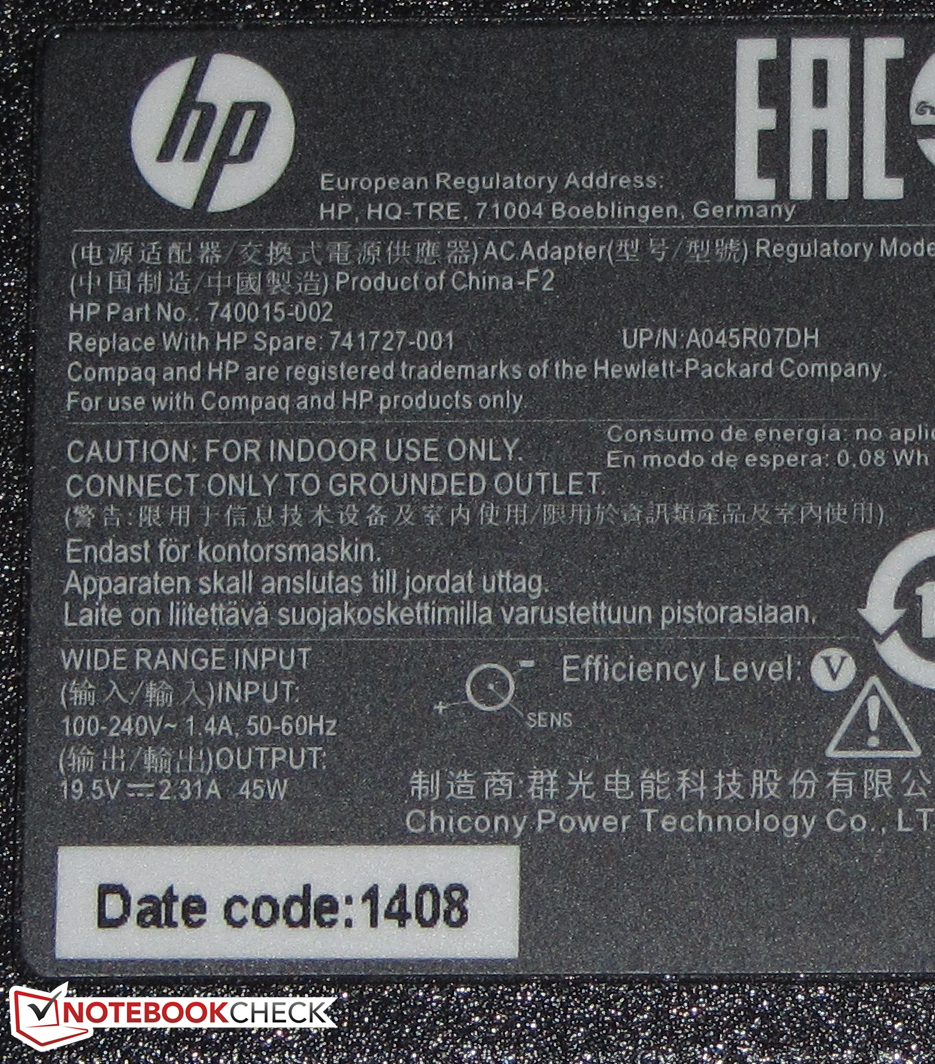 hp
EAC
European Regulatory Address:
HP, HQ-TRE, 71004 Boeblingen, Germany
(电源适配器/交換式電源供應器)AC Adapter(型号/型號) Regulatory Mode
(中国制造/中國製造) Product of China-F2
HP Part No.: 740015-002
Replace With HP Spare: 741727-001 UP/N:A045R07DH
Compaq and HP are registered trademarks of the Hewlett-Packard Company.
For use with Compaq and HP products only.
Consumo de energía: no aplic
En modo de espera: 0.08 Wh
CAUTION: FOR INDOOR USE ONLY.
CONNECT ONLY TO GROUNDED OUTLET.
(警告:限用于信息技术设备及室内使用/限用於資訊類產品及室內使用)
Endast för kontorsmaskin.
Apparaten skall anslutas till jordat uttag.
Laite on liitettävä suojakoskettimilla varustettuun pistorasiaan.
WIDE RANGE INPUT
(输入/輸入)INPUT:
100-240V~ 1.4A, 50-60Hz
(输出/輸出)OUTPUT:
19.5V⎓2.31A 45W
+ -
SENS
Efficiency Level: V
1
!
制造商:群光电能科技股份有限公
Chicony Power Technology Co., LT
Date code:1408
NOTEBOOKCHECK